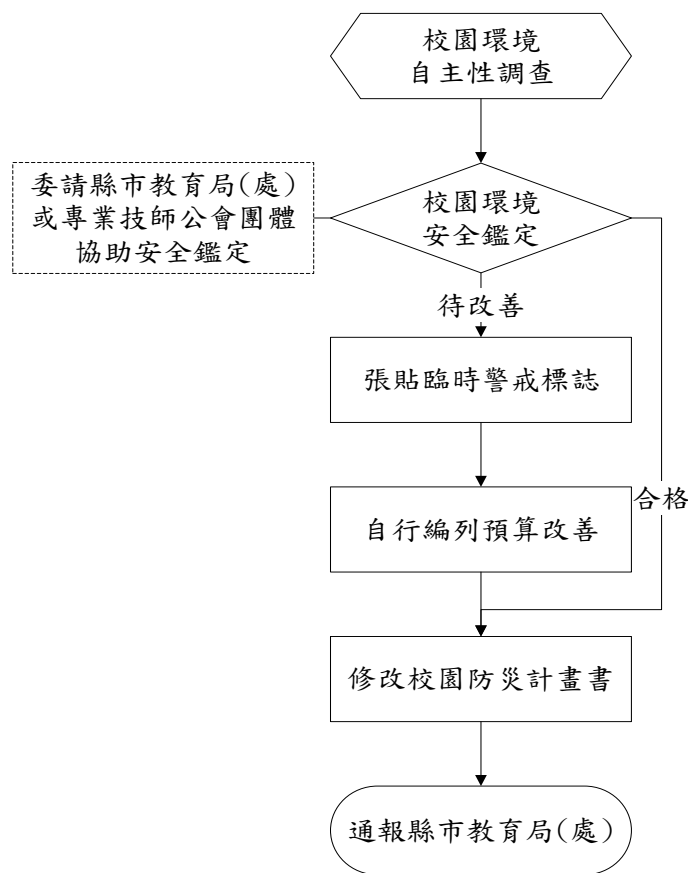 校園環境
自主性調查
委請縣市教育局(處)
或專業技師公會團體
協助安全鑑定
校園環境
安全鑑定
待改善
張貼臨時警戒標誌
合格
自行編列預算改善
修改校園防災計畫書
通報縣市教育局(處)